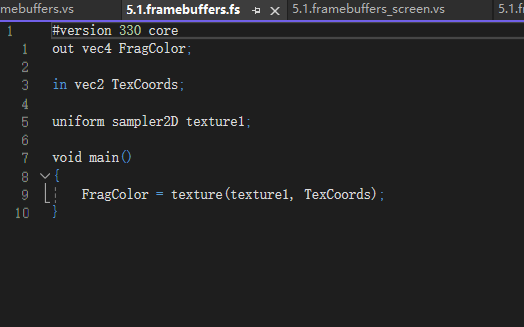 mebuffers.vs 5.1.framebuffers.fs 5.1.framebuffers_screen.vs 5.1.f
1 #version 330 core
1 out vec4 FragColor;
2
3 in vec2 TexCoords;
4
5 uniform sampler2D texture1;
6
7 void main()
8 {
9 FragColor = texture(texture1, TexCoords);
10 }